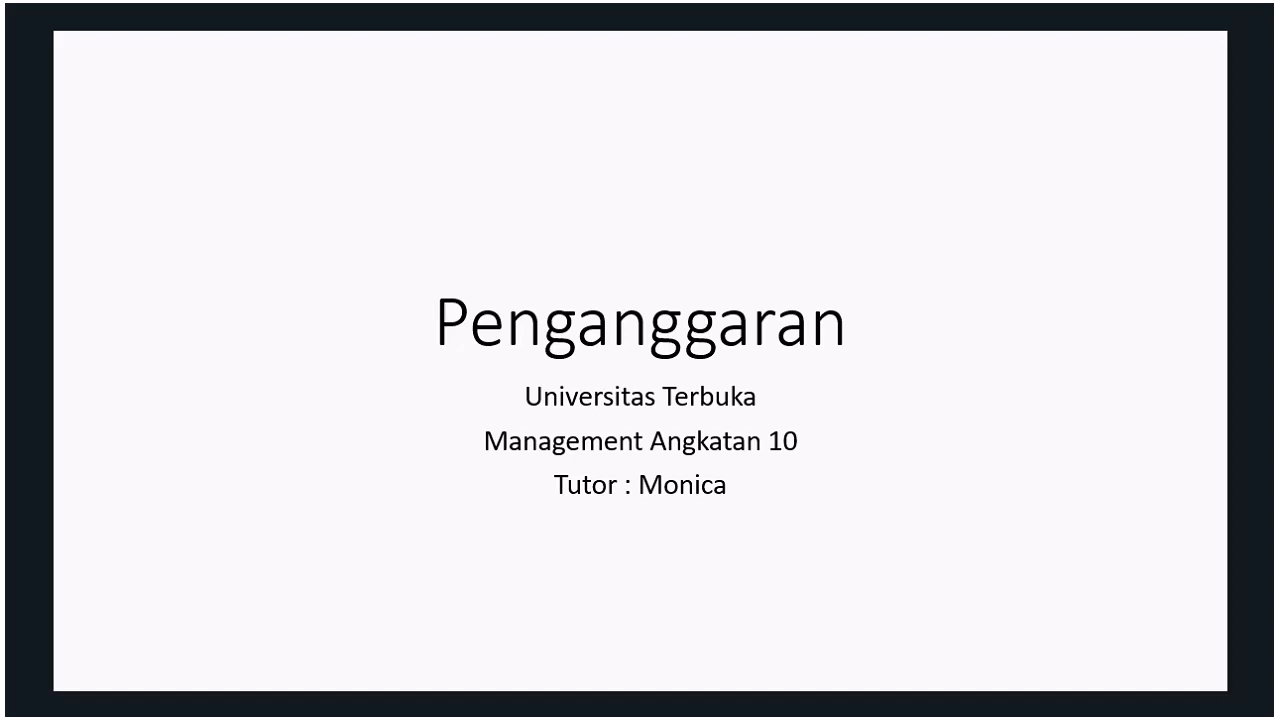 Penganggaran
Universitas Terbuka
Management Angkatan 10
Tutor : Monica